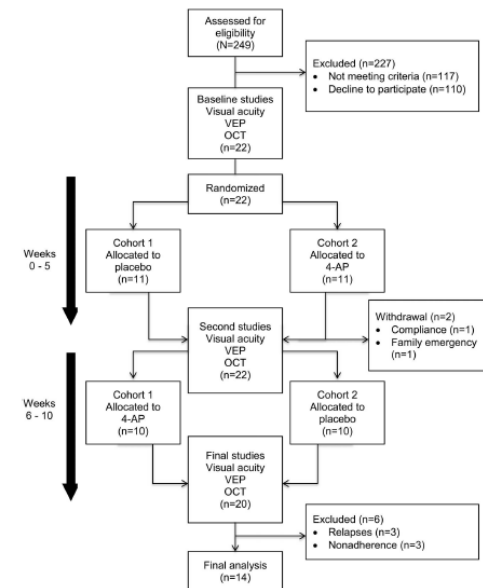 Assessed for
eligibility
(N=249)
Excluded (n=227)
• Not meeting criteria (n=117)
• Decline to participate (n=110)
Baseline studies
Visual acuity
VEP
OCT
(n=22)
Randomized
(n=22)
Weeks
0 - 5
Cohort 1
Allocated to
placebo
(n=11)
Cohort 2
Allocated to
4-AP
(n=11)
Withdrawal (n=2)
• Compliance (n=1)
• Family emergency
(n=1)
Second studies
Visual acuity
VEP
OCT
(n=22)
Weeks
6 - 10
Cohort 1
Allocated to
4-AP
(n=10)
Cohort 2
Allocated to
placebo
(n=10)
Final studies
Visual acuity
VEP
OCT
(n=20)
Excluded (n=6)
• Relapses (n=3)
• Nonadherence (n=3)
Final analysis
(n=14)